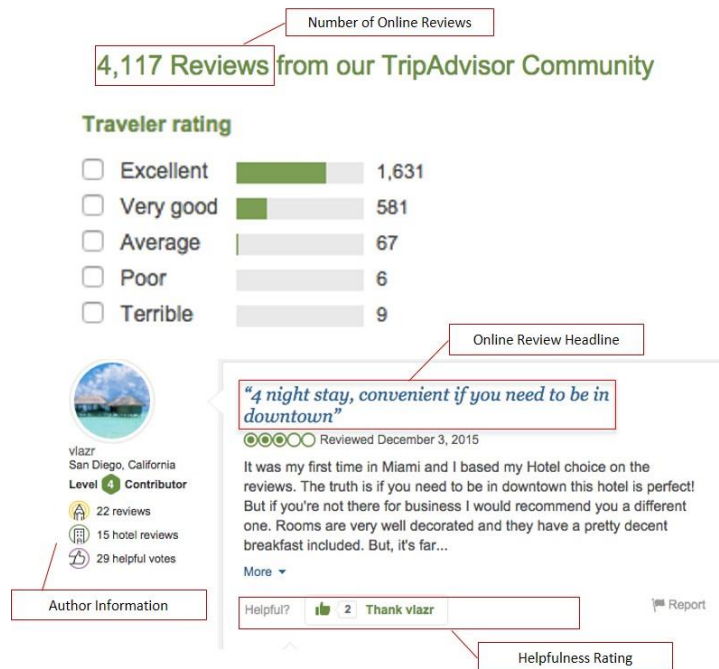 Number of Online Reviews
4,117 Reviews from our TripAdvisor Community
Traveler rating
Excellent 1,631
Very good 581
Average 67
Poor 6
Terrible 9
Online Review Headline
"4 night stay, convenient if you need to be in
downtown"
Reviewed December 3, 2015
It was my first time in Miami and I based my Hotel choice on the
reviews. The truth is if you need to be in downtown this hotel is perfect!
But if you're not there for business I would recommend you a different
one. Rooms are very well decorated and they have a pretty decent
breakfast included. But, it's far...
More
vlazr
San Diego, California
Level 4 Contributor
22 reviews
15 hotel reviews
29 helpful votes
Author Information
Helpful? 2 Thank vlazr
Report
Helpfulness Rating